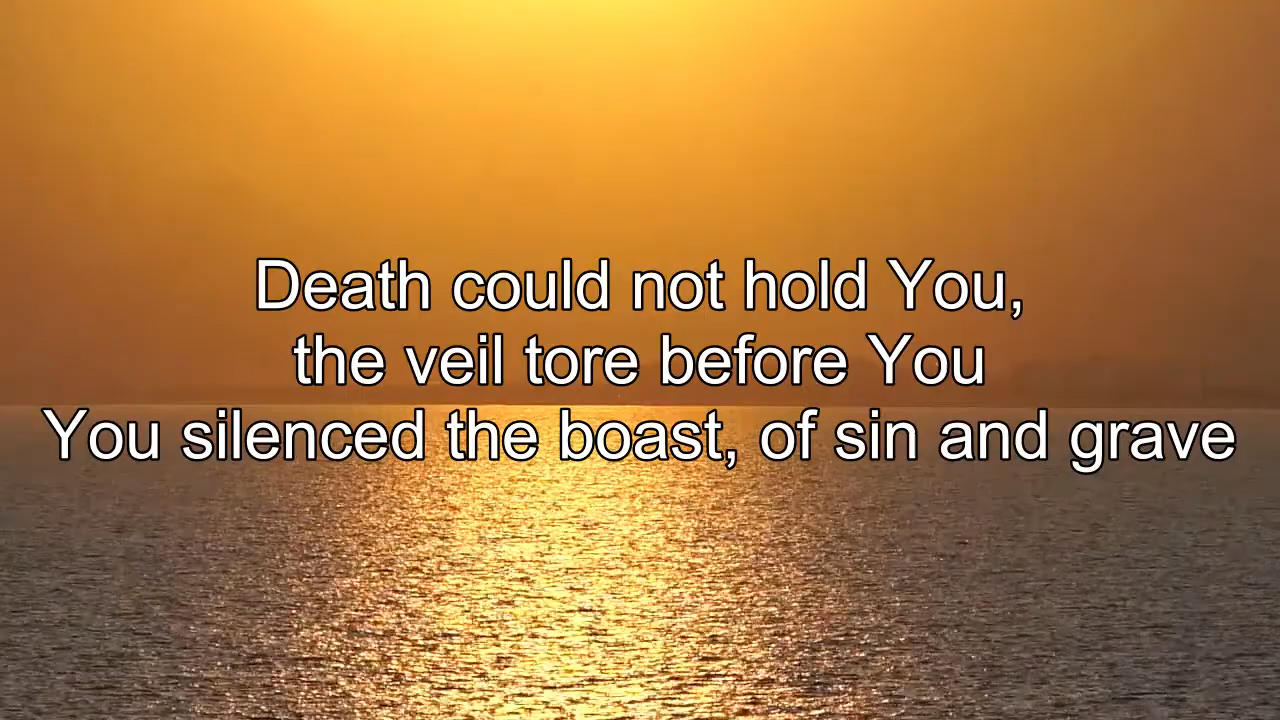 Death could not hold You,
the veil tore before You
You silenced the boast, of sin and grave